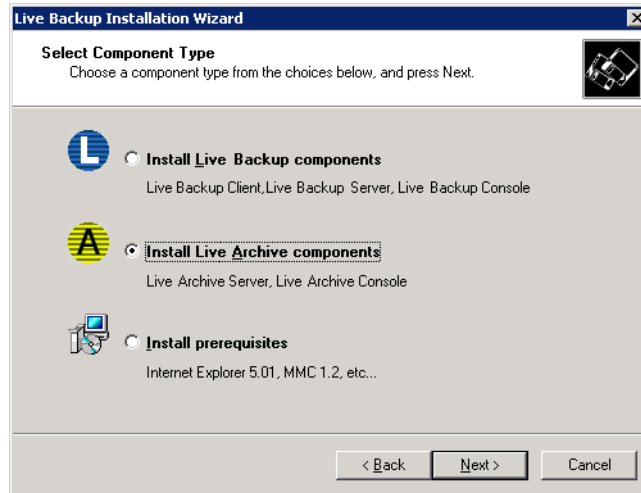 Live Backup Installation Wizard
Select Component Type
Choose a component type from the choices below, and press Next.
L
Install Live Backup components
Live Backup Client,Live Backup Server, Live Backup Console
A
Install Live Archive components
Live Archive Server, Live Archive Console
Install prerequisites
Internet Explorer 5.01, MMC 1.2, etc...
< Back Next > Cancel